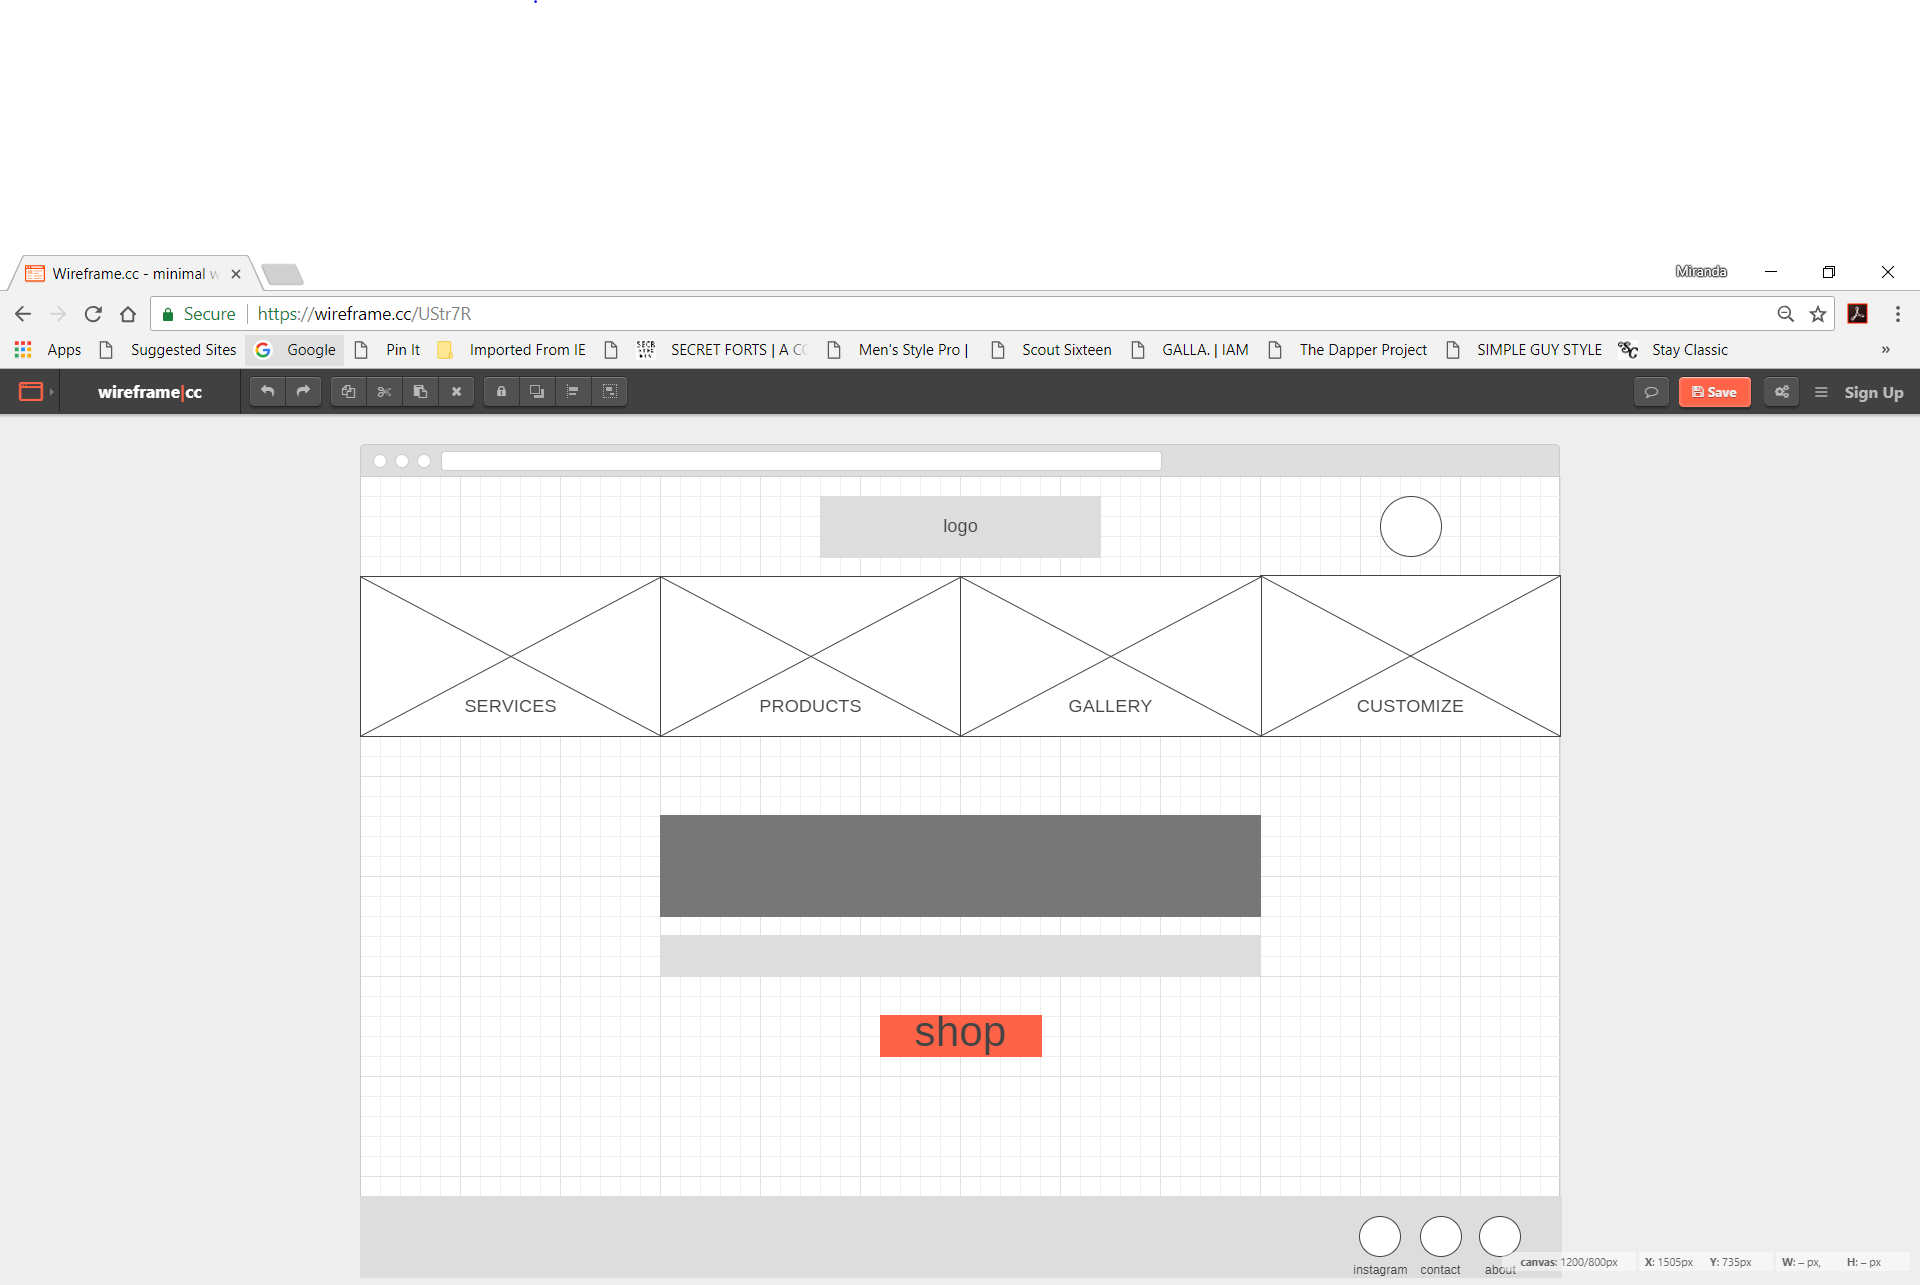 Wireframe.cc - minimal w
Miranda
Secure https://wireframe.cc/UStr7R
Apps Suggested Sites Google Pin It Imported From IE SECRET FORTS | A CO Men's Style Pro | Scout Sixteen GALLA. | IAM The Dapper Project SIMPLE GUY STYLE Stay Classic »
wireframe|cc Save Sign Up
logo
SERVICES PRODUCTS GALLERY CUSTOMIZE
shop
instagram contact about
canvas: 1200/800px X: 1505px Y: 735px W: – px, H: – px